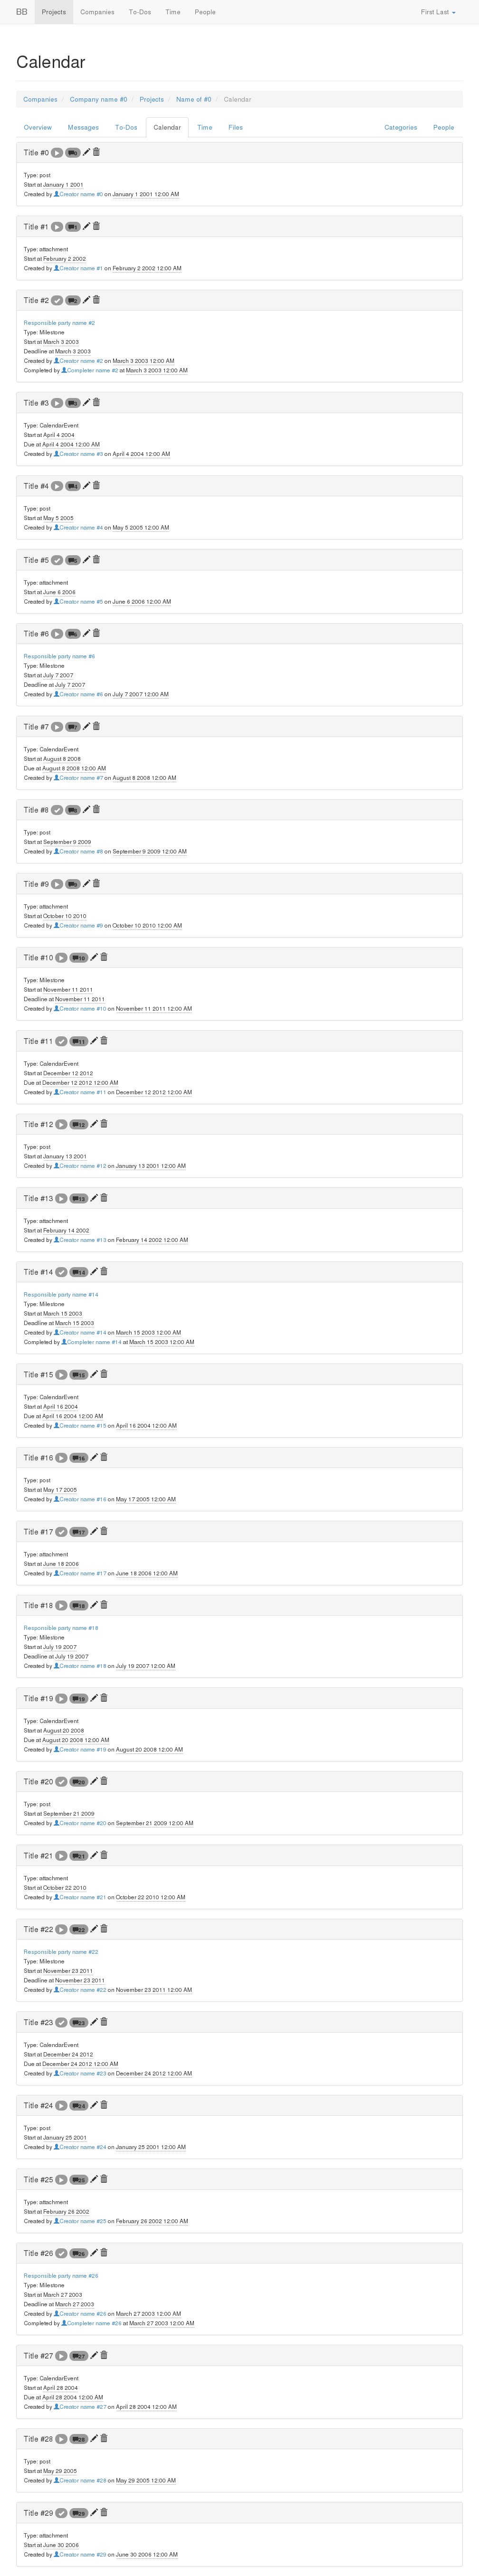 BB Projects Companies To-Dos Time People First Last
Calendar
Companies / Company name #0 / Projects / Name of #0 / Calendar
Overview Messages To-Dos Calendar Time Files Categories People
Title #0 0
Type: post
Start at January 1 2001
Created by Creator name #0 on January 1 2001 12:00 AM
Title #1 1
Type: attachment
Start at February 2 2002
Created by Creator name #1 on February 2 2002 12:00 AM
Title #2 2
Responsible party name #2
Type: Milestone
Start at March 3 2003
Deadline at March 3 2003
Created by Creator name #2 on March 3 2003 12:00 AM
Completed by Completer name #2 at March 3 2003 12:00 AM
Title #3 3
Type: CalendarEvent
Start at April 4 2004
Due at April 4 2004 12:00 AM
Created by Creator name #3 on April 4 2004 12:00 AM
Title #4 4
Type: post
Start at May 5 2005
Created by Creator name #4 on May 5 2005 12:00 AM
Title #5 5
Type: attachment
Start at June 6 2006
Created by Creator name #5 on June 6 2006 12:00 AM
Title #6 6
Responsible party name #6
Type: Milestone
Start at July 7 2007
Deadline at July 7 2007
Created by Creator name #6 on July 7 2007 12:00 AM
Title #7 7
Type: CalendarEvent
Start at August 8 2008
Due at August 8 2008 12:00 AM
Created by Creator name #7 on August 8 2008 12:00 AM
Title #8 8
Type: post
Start at September 9 2009
Created by Creator name #8 on September 9 2009 12:00 AM
Title #9 9
Type: attachment
Start at October 10 2010
Created by Creator name #9 on October 10 2010 12:00 AM
Title #10 10
Type: Milestone
Start at November 11 2011
Deadline at November 11 2011
Created by Creator name #10 on November 11 2011 12:00 AM
Title #11 11
Type: CalendarEvent
Start at December 12 2012
Due at December 12 2012 12:00 AM
Created by Creator name #11 on December 12 2012 12:00 AM
Title #12 12
Type: post
Start at January 13 2001
Created by Creator name #12 on January 13 2001 12:00 AM
Title #13 13
Type: attachment
Start at February 14 2002
Created by Creator name #13 on February 14 2002 12:00 AM
Title #14 14
Responsible party name #14
Type: Milestone
Start at March 15 2003
Deadline at March 15 2003
Created by Creator name #14 on March 15 2003 12:00 AM
Completed by Completer name #14 at March 15 2003 12:00 AM
Title #15 15
Type: CalendarEvent
Start at April 16 2004
Due at April 16 2004 12:00 AM
Created by Creator name #15 on April 16 2004 12:00 AM
Title #16 16
Type: post
Start at May 17 2005
Created by Creator name #16 on May 17 2005 12:00 AM
Title #17 17
Type: attachment
Start at June 18 2006
Created by Creator name #17 on June 18 2006 12:00 AM
Title #18 18
Responsible party name #18
Type: Milestone
Start at July 19 2007
Deadline at July 19 2007
Created by Creator name #18 on July 19 2007 12:00 AM
Title #19 19
Type: CalendarEvent
Start at August 20 2008
Due at August 20 2008 12:00 AM
Created by Creator name #19 on August 20 2008 12:00 AM
Title #20 20
Type: post
Start at September 21 2009
Created by Creator name #20 on September 21 2009 12:00 AM
Title #21 21
Type: attachment
Start at October 22 2010
Created by Creator name #21 on October 22 2010 12:00 AM
Title #22 22
Responsible party name #22
Type: Milestone
Start at November 23 2011
Deadline at November 23 2011
Created by Creator name #22 on November 23 2011 12:00 AM
Title #23 23
Type: CalendarEvent
Start at December 24 2012
Due at December 24 2012 12:00 AM
Created by Creator name #23 on December 24 2012 12:00 AM
Title #24 24
Type: post
Start at January 25 2001
Created by Creator name #24 on January 25 2001 12:00 AM
Title #25 25
Type: attachment
Start at February 26 2002
Created by Creator name #25 on February 26 2002 12:00 AM
Title #26 26
Responsible party name #26
Type: Milestone
Start at March 27 2003
Deadline at March 27 2003
Created by Creator name #26 on March 27 2003 12:00 AM
Completed by Completer name #26 at March 27 2003 12:00 AM
Title #27 27
Type: CalendarEvent
Start at April 28 2004
Due at April 28 2004 12:00 AM
Created by Creator name #27 on April 28 2004 12:00 AM
Title #28 28
Type: post
Start at May 29 2005
Created by Creator name #28 on May 29 2005 12:00 AM
Title #29 29
Type: attachment
Start at June 30 2006
Created by Creator name #29 on June 30 2006 12:00 AM